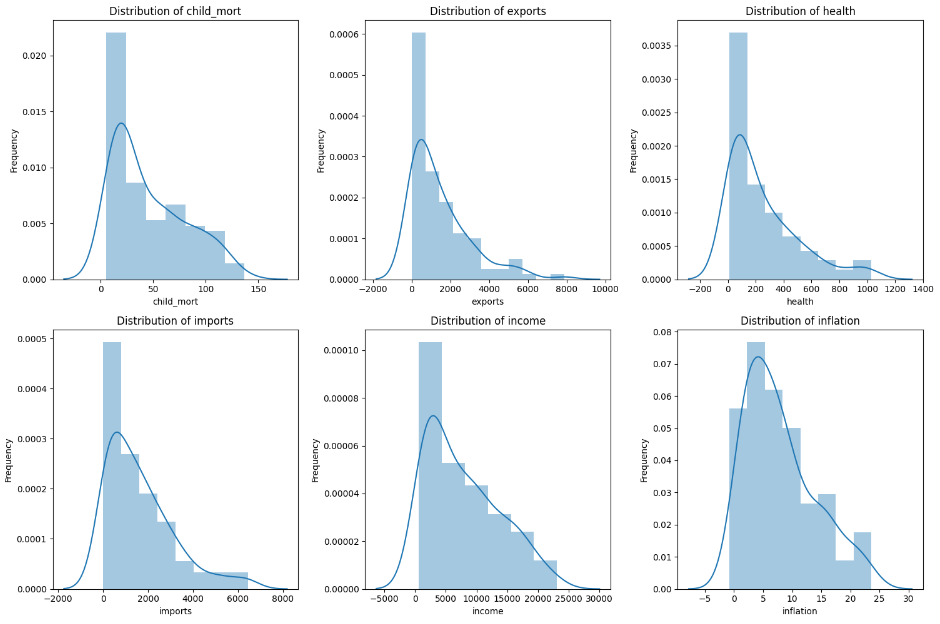 Distribution of child_mort
Distribution of exports
Distribution of health
Frequency
0.020
0.015
0.010
0.005
0.000
0 50 100 150
child_mort
Frequency
0.0006
0.0005
0.0004
0.0003
0.0002
0.0001
0.0000
−2000 0 2000 4000 6000 8000 10000
exports
Frequency
0.0035
0.0030
0.0025
0.0020
0.0015
0.0010
0.0005
0.0000
−200 0 200 400 600 800 1000 1200 1400
health
Distribution of imports
Distribution of income
Distribution of inflation
Frequency
0.0005
0.0004
0.0003
0.0002
0.0001
0.0000
−2000 0 2000 4000 6000 8000
imports
Frequency
0.00010
0.00008
0.00006
0.00004
0.00002
0.00000
−5000 0 5000 10000 15000 20000 25000 30000
income
Frequency
0.08
0.07
0.06
0.05
0.04
0.03
0.02
0.01
0.00
−5 0 5 10 15 20 25 30
inflation